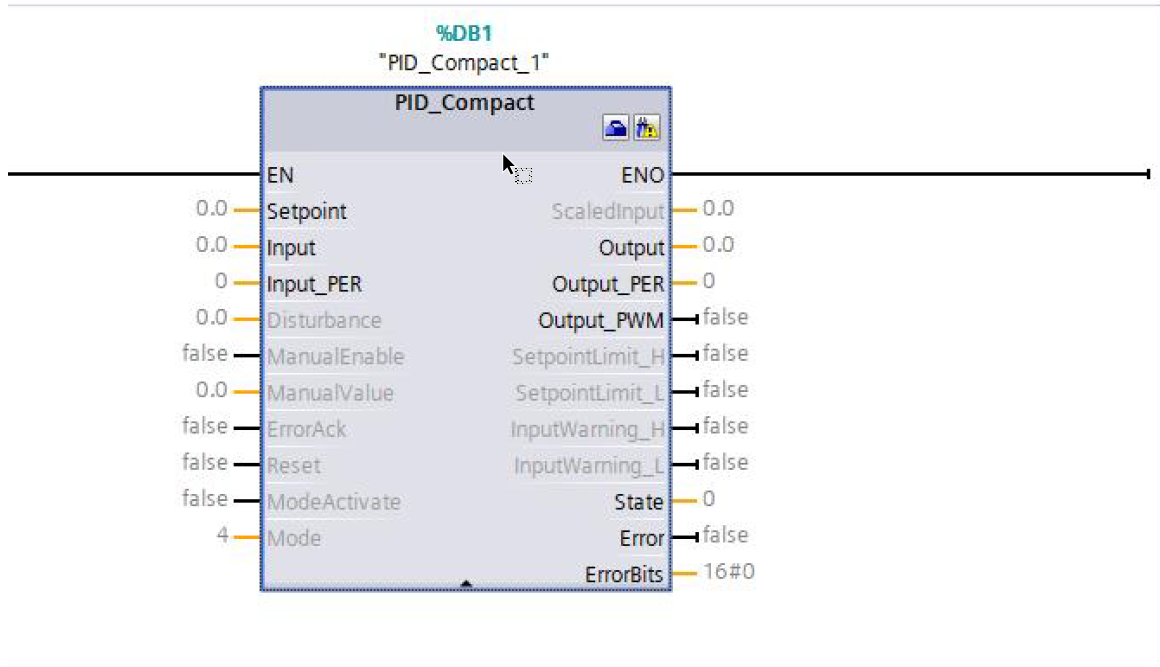 %DB1
"PID_Compact_1"
PID_Compact
EN ENO
0.0 Setpoint ScaledInput 0.0
0.0 Input Output 0.0
0 Input_PER Output_PER 0
0.0 Disturbance Output_PWM false
false ManualEnable SetpointLimit_H false
0.0 ManualValue SetpointLimit_L false
false ErrorAck InputWarning_H false
false Reset InputWarning_L false
false ModeActivate State 0
4 Mode Error false
ErrorBits 16#0